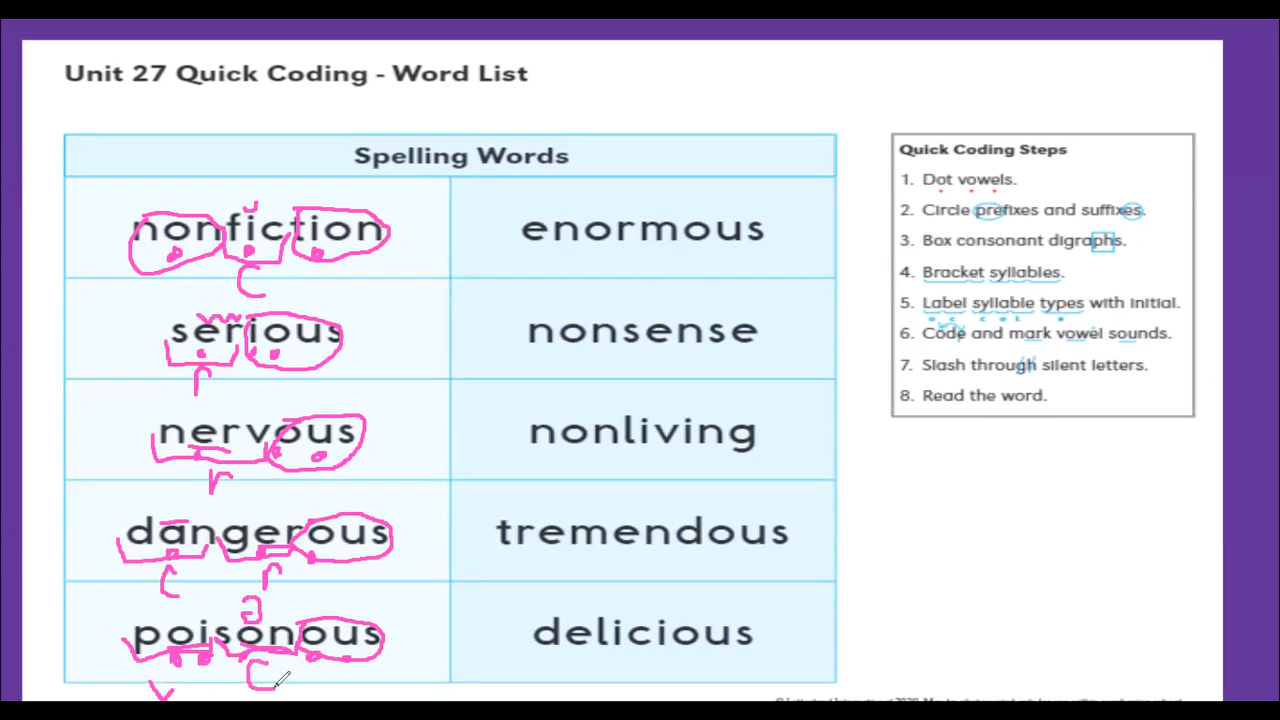 Unit 27 Quick Coding - Word List
Spelling Words
nonfiction enormous
serious nonsense
nervous nonliving
dangerous tremendous
poisonous delicious
Quick Coding Steps
1. Dot vowels.
2. Circle prefixes and suffixes.
3. Box consonant digraphs.
4. Bracket syllables.
5. Label syllable types with initial.
6. Code and mark vowel sounds.
7. Slash through silent letters.
8. Read the word.
c
r
r
c r
ə
v c